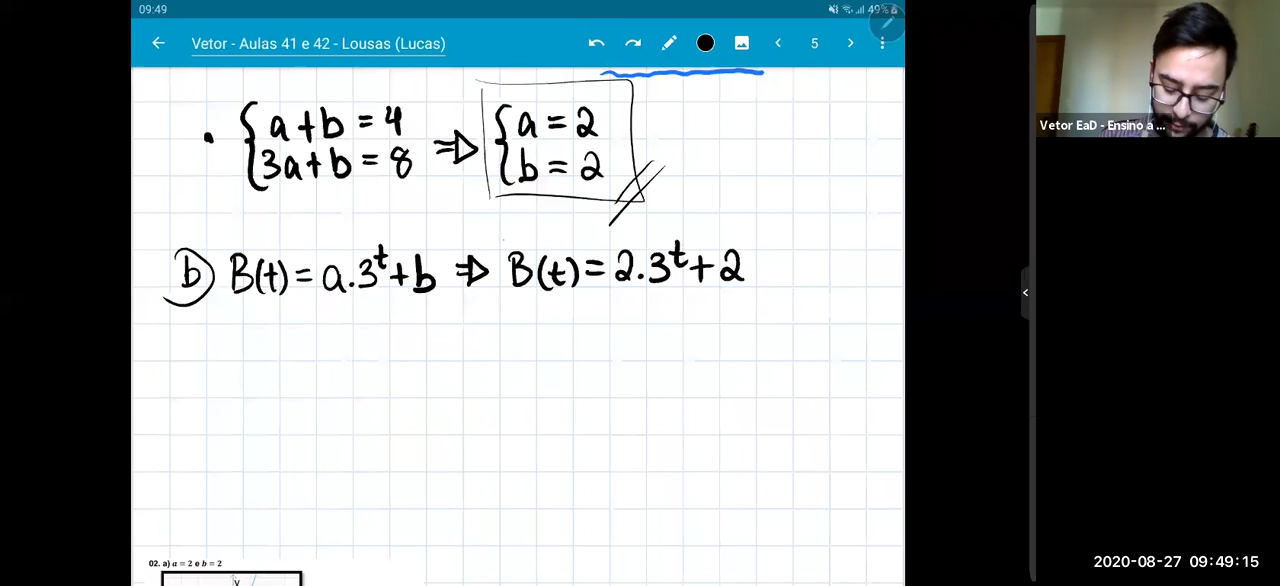 09:49
49%
Vetor - Aulas 41 e 42 - Lousas (Lucas)
5
a+b = 4
3a+b = 8
⇒
a = 2
b = 2
b) B(t) = a.3^t + b ⇒ B(t) = 2.3^t + 2
02. a) a = 2 e b = 2
y
Vetor EaD - Ensino a ...
2020-08-27 09:49:15